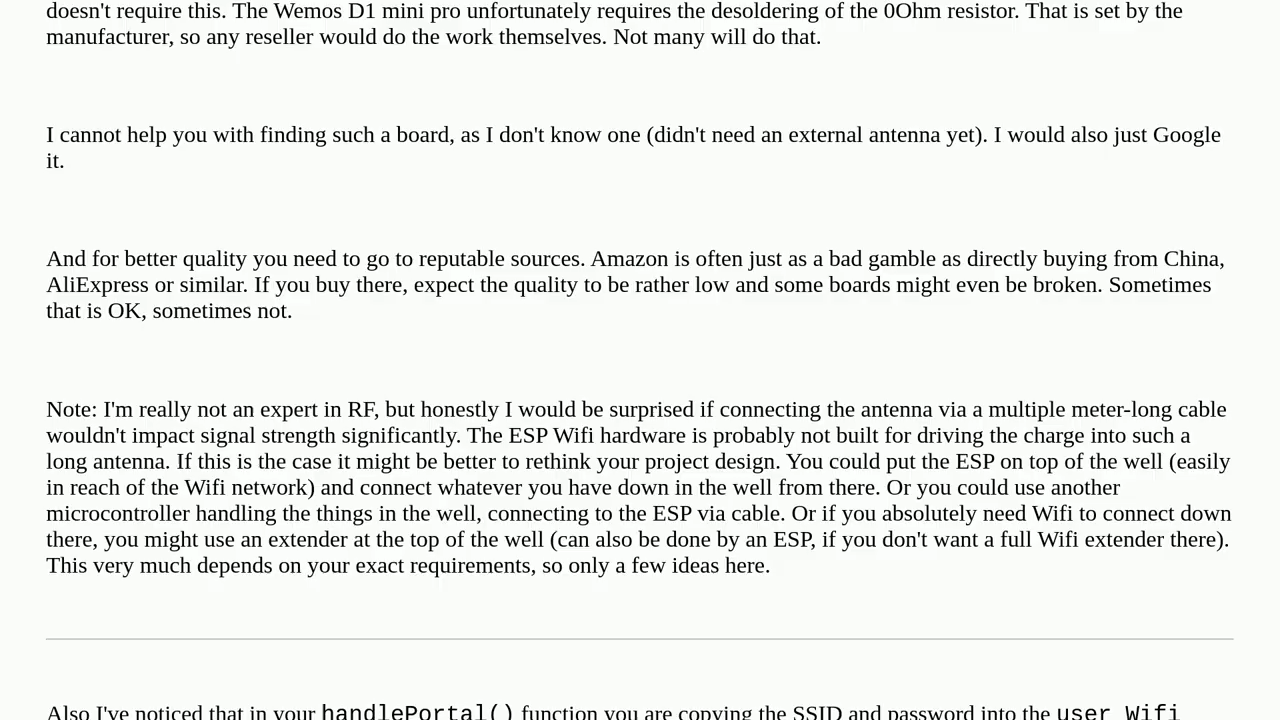 doesn't require this. The Wemos D1 mini pro unfortunately requires the desoldering of the 0Ohm resistor. That is set by the
manufacturer, so any reseller would do the work themselves. Not many will do that.
I cannot help you with finding such a board, as I don't know one (didn't need an external antenna yet). I would also just Google
it.
And for better quality you need to go to reputable sources. Amazon is often just as a bad gamble as directly buying from China,
AliExpress or similar. If you buy there, expect the quality to be rather low and some boards might even be broken. Sometimes
that is OK, sometimes not.
Note: I'm really not an expert in RF, but honestly I would be surprised if connecting the antenna via a multiple meter-long cable
wouldn't impact signal strength significantly. The ESP Wifi hardware is probably not built for driving the charge into such a
long antenna. If this is the case it might be better to rethink your project design. You could put the ESP on top of the well (easily
in reach of the Wifi network) and connect whatever you have down in the well from there. Or you could use another
microcontroller handling the things in the well, connecting to the ESP via cable. Or if you absolutely need Wifi to connect down
there, you might use an extender at the top of the well (can also be done by an ESP, if you don't want a full Wifi extender there).
This very much depends on your exact requirements, so only a few ideas here.
Also I've noticed that in your handlePortal() function you are copying the SSID and password into the user_Wifi